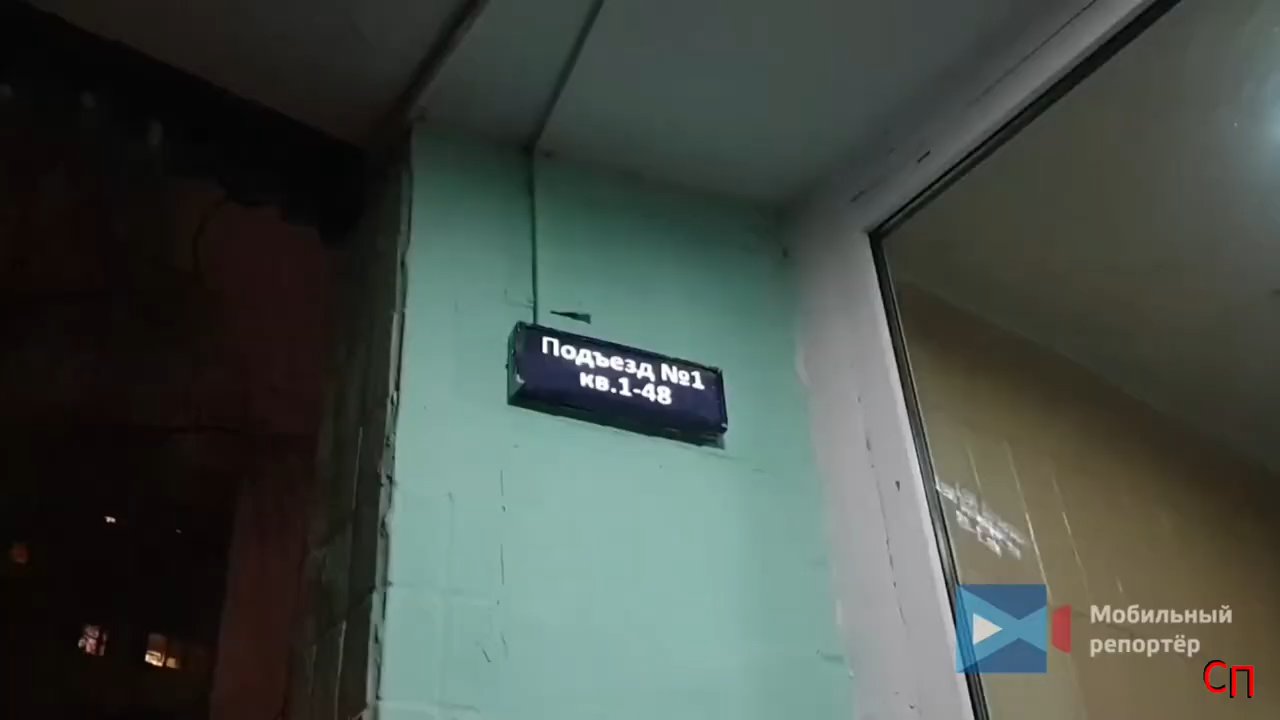 Подъезд №1
кв.1-48
Мобильный
репортёр
СП